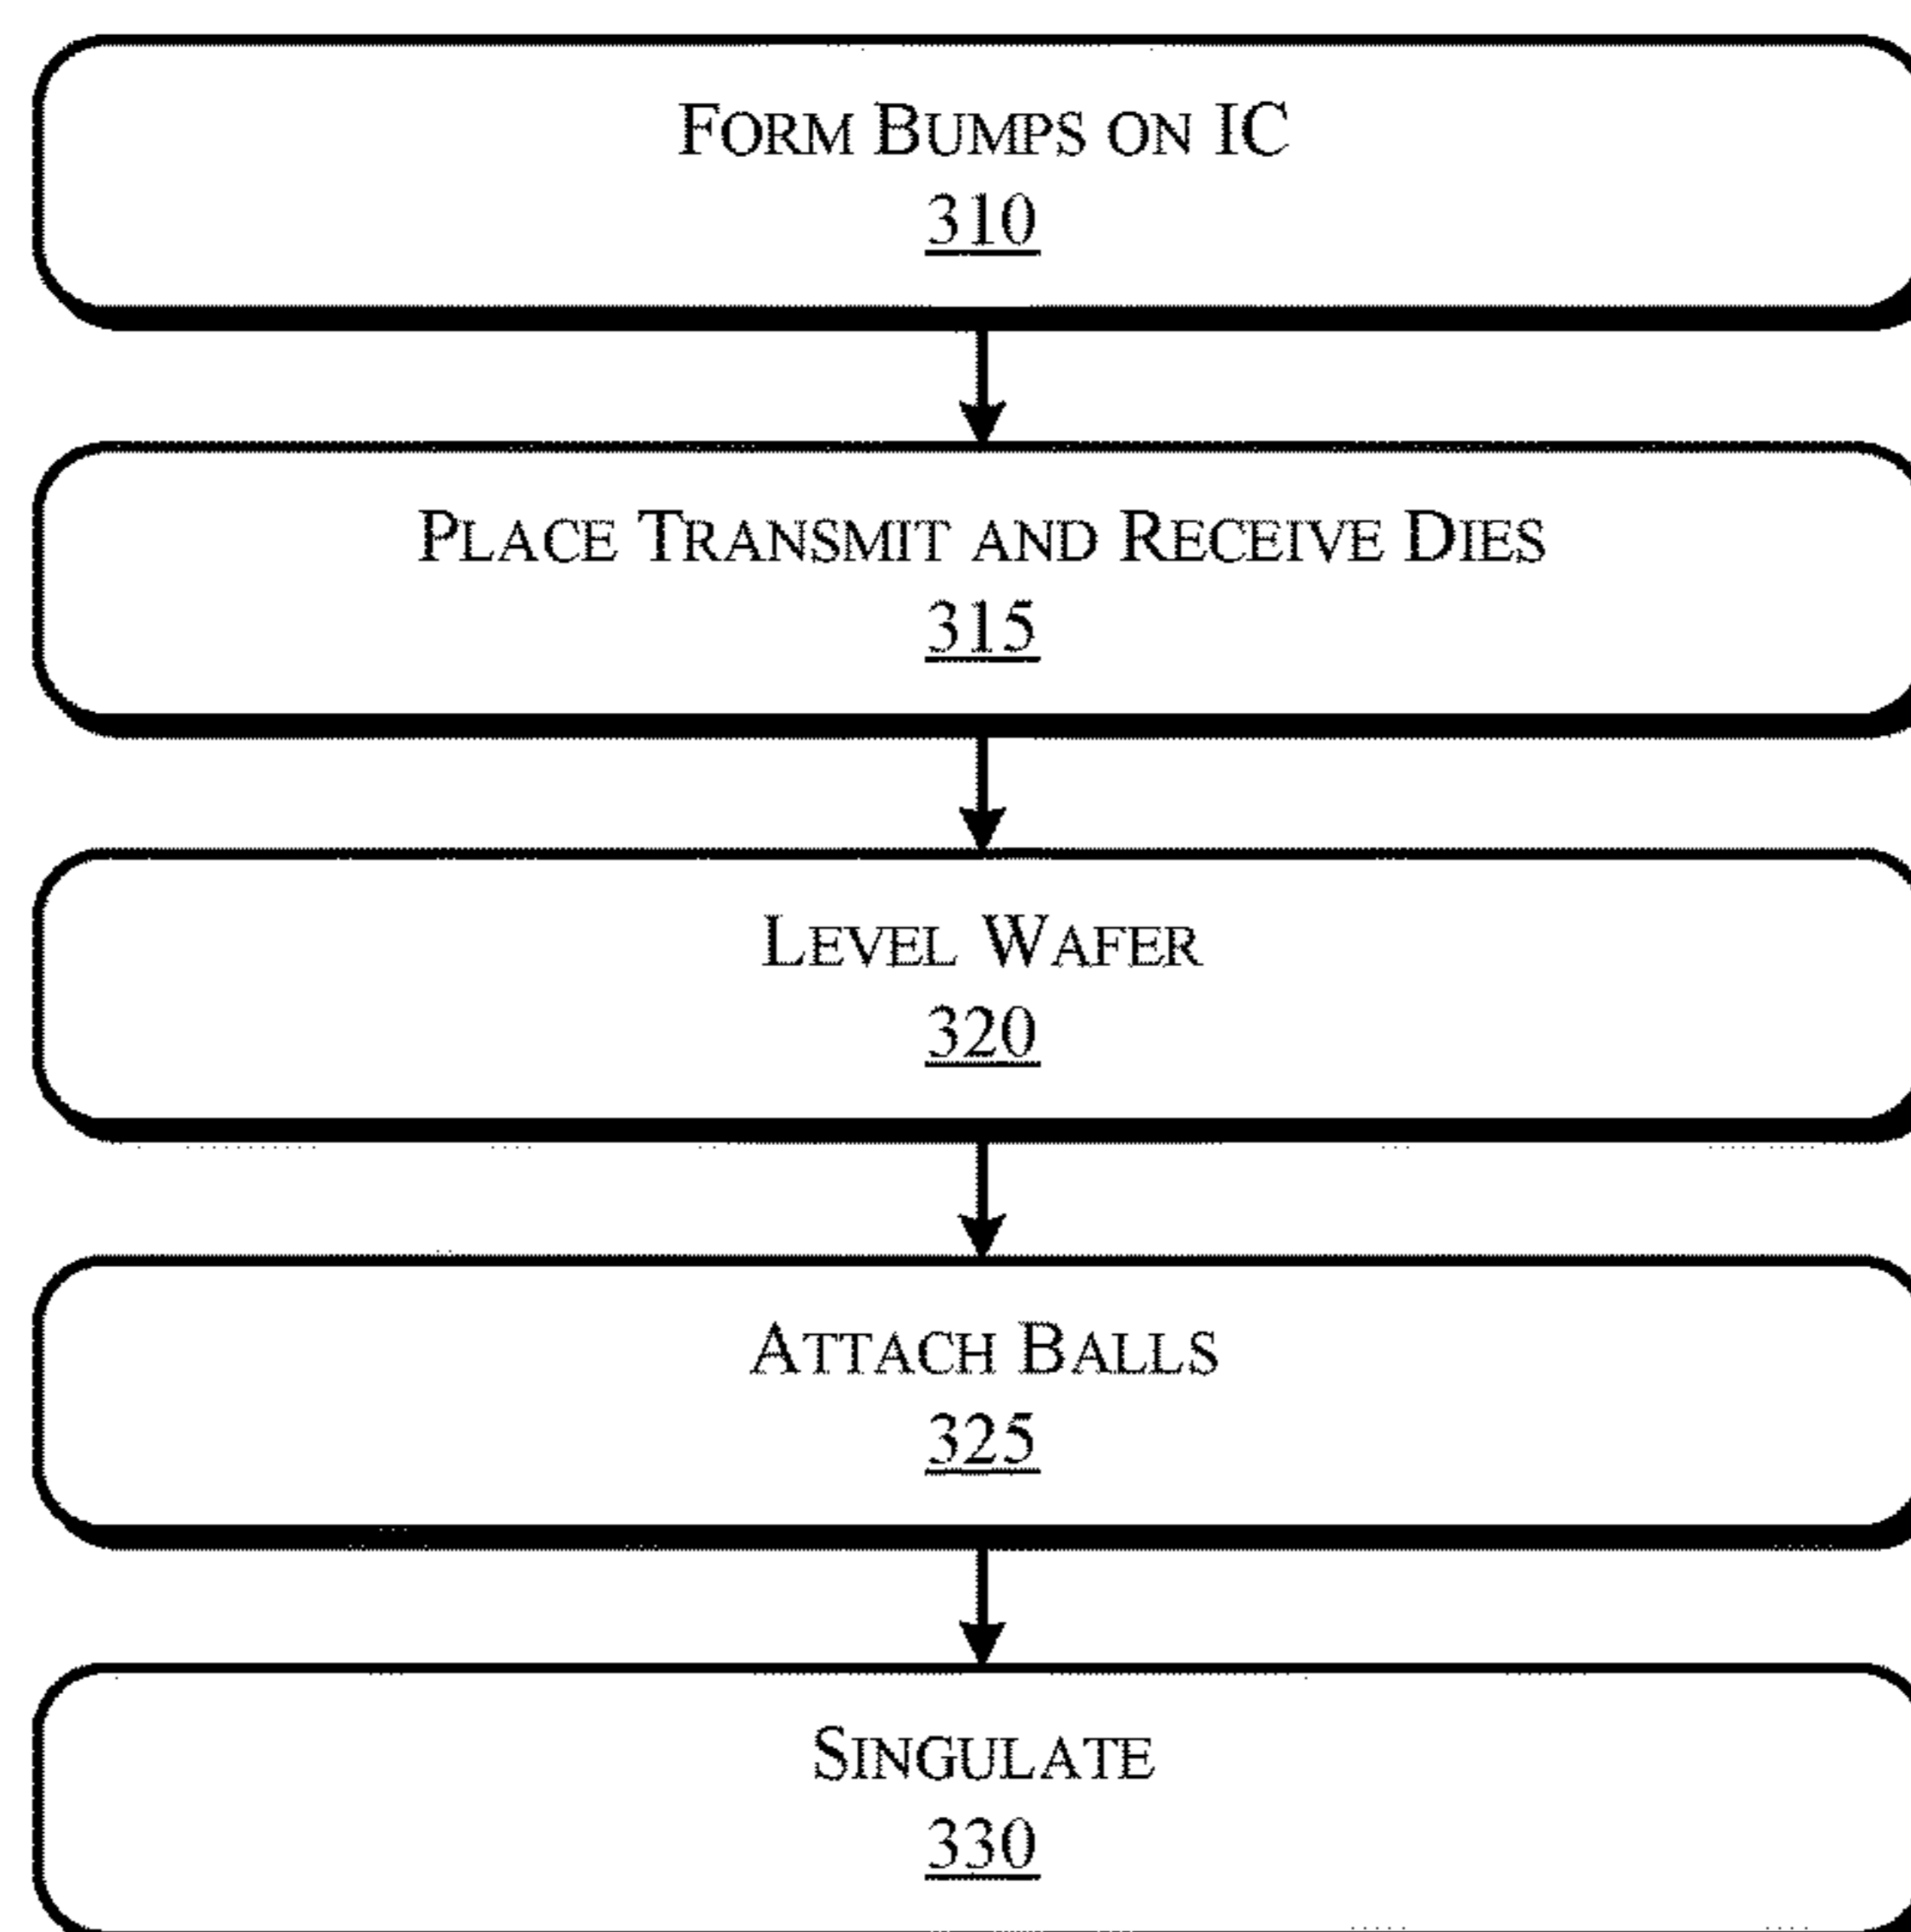 FORM BUMPS ON IC
310
PLACE TRANSMIT AND RECEIVE DIES
315
LEVEL WAFER
320
ATTACH BALLS
325
SINGULATE
330